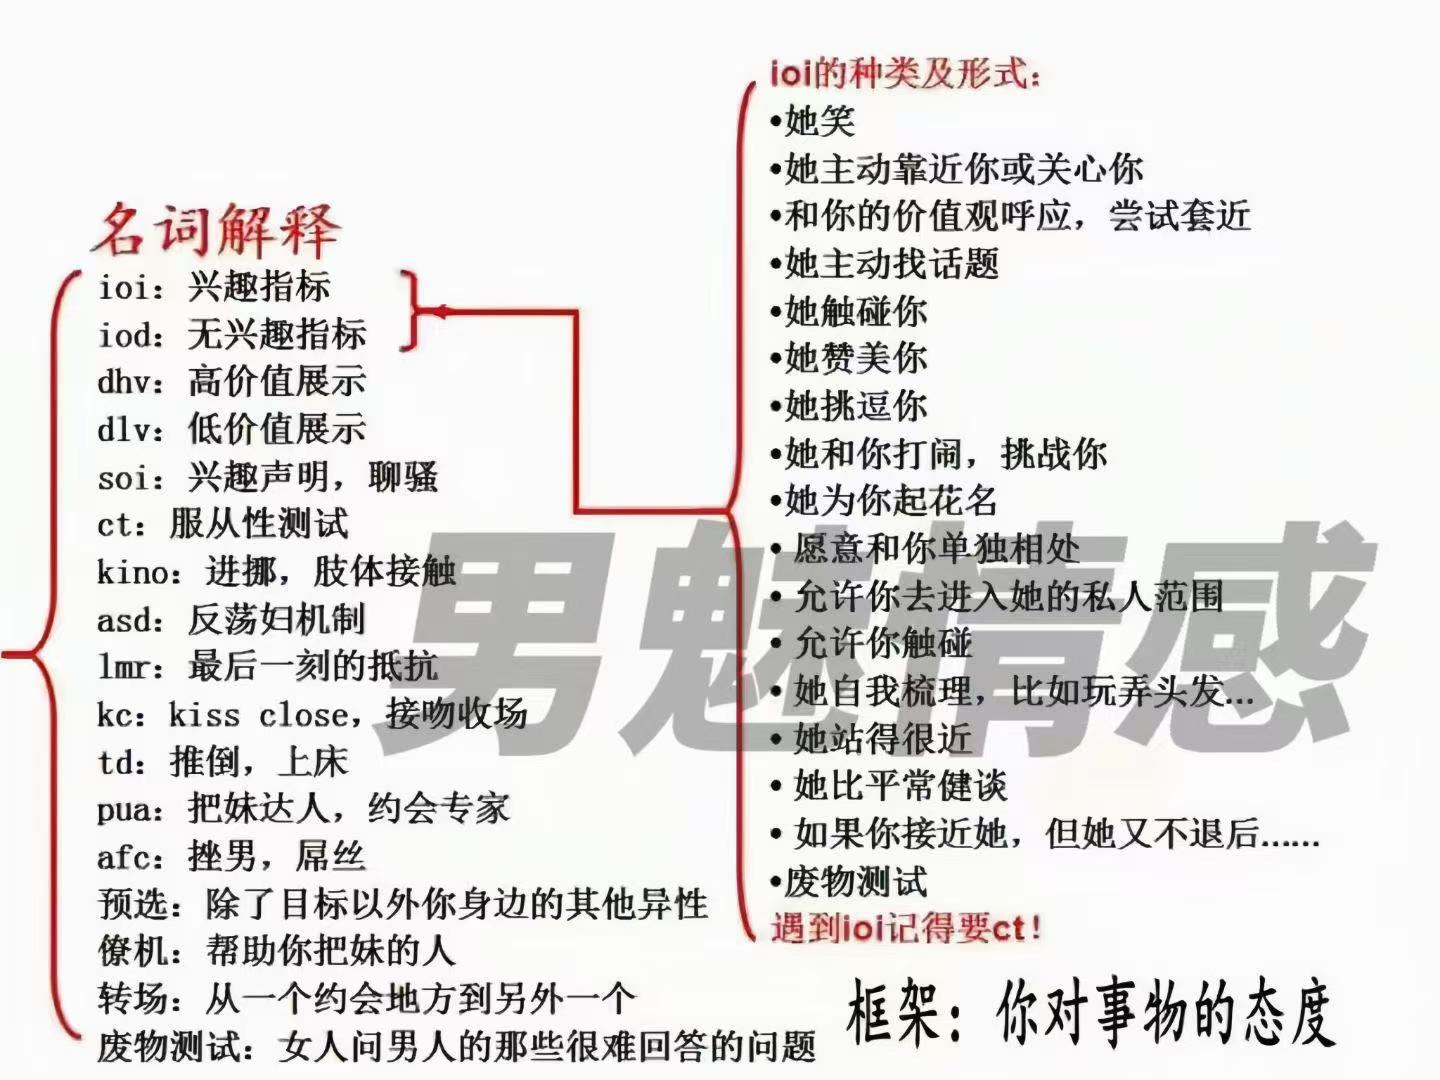 名词解释
ioi：兴趣指标
iod：无兴趣指标
dhv：高价值展示
dlv：低价值展示
soi：兴趣声明，聊骚
ct：服从性测试
kino：进挪，肢体接触
asd：反荡妇机制
lmr：最后一刻的抵抗
kc：kiss close，接吻收场
td：推倒，上床
pua：把妹达人，约会专家
afc：挫男，屌丝
预选：除了目标以外你身边的其他异性
僚机：帮助你把妹的人
转场：从一个约会地方到另外一个
废物测试：女人问男人的那些很难回答的问题
ioi的种类及形式：
•她笑
•她主动靠近你或关心你
•和你的价值观呼应，尝试套近
•她主动找话题
•她触碰你
•她赞美你
•她挑逗你
•她和你打闹，挑战你
•她为你起花名
• 愿意和你单独相处
• 允许你去进入她的私人范围
• 允许你触碰
• 她自我梳理，比如玩弄头发...
• 她站得很近
• 她比平常健谈
• 如果你接近她，但她又不退后......
•废物测试
遇到ioi记得要ct！
框架：你对事物的态度
男魅情感